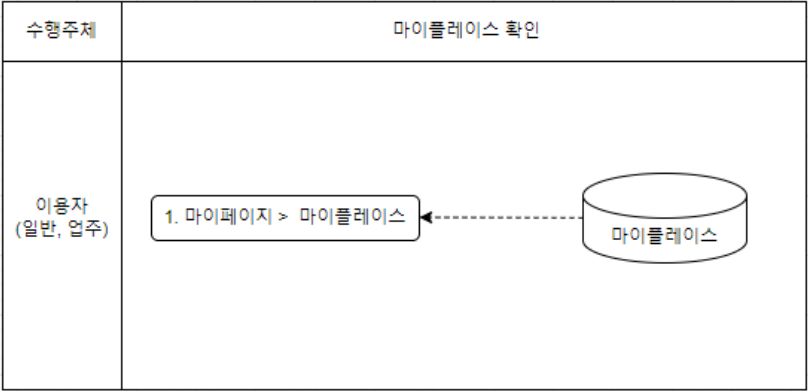 수행주체
마이플레이스 확인
이용자
(일반, 업주)
1. 마이페이지 > 마이플레이스
마이플레이스